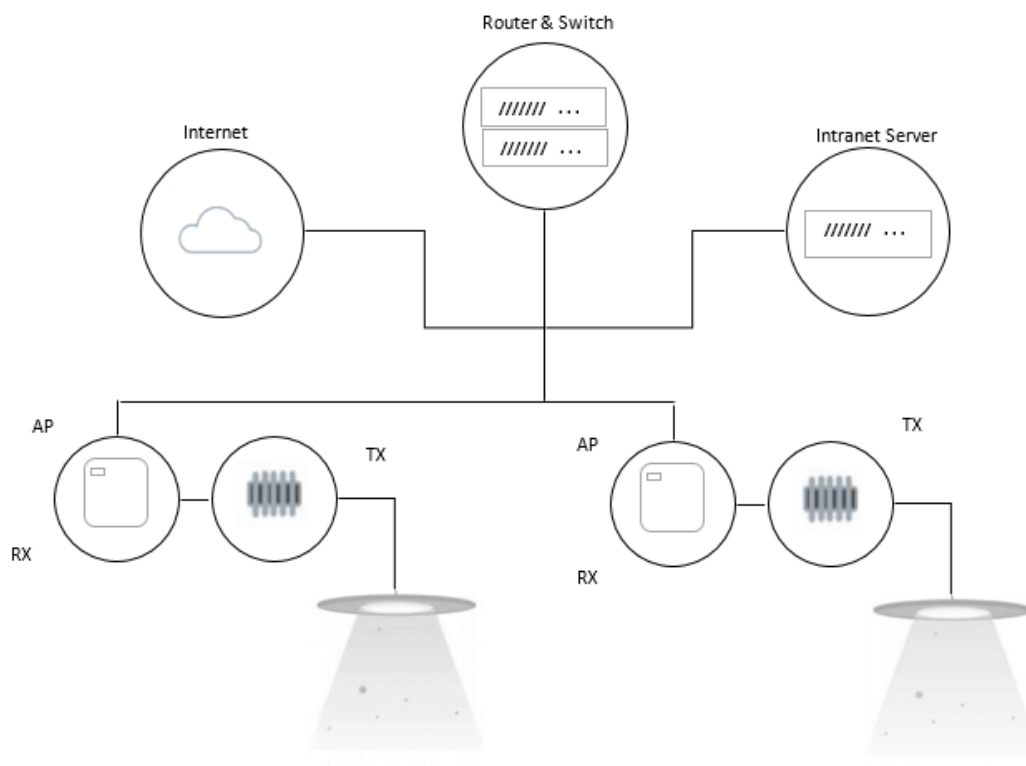 Router & Switch
Internet
Intranet Server
AP
TX
RX
AP
TX
RX